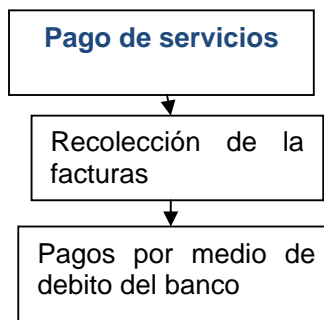 Pago de servicios
Recolección de la
facturas
Pagos por medio de
debito del banco